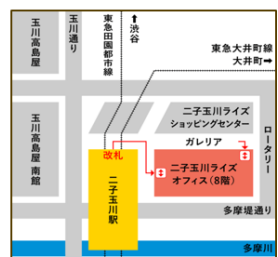 玉川高島屋
玉川通り
東急田園都市線
↑渋谷
東急大井町線
大井町➡
二子玉川ライズ
ショッピングセンター
ロータリー
玉川高島屋 南館
改札
ガレリア
二子玉川ライズ
オフィス(8階)
二子玉川駅
多摩堤通り
多摩川